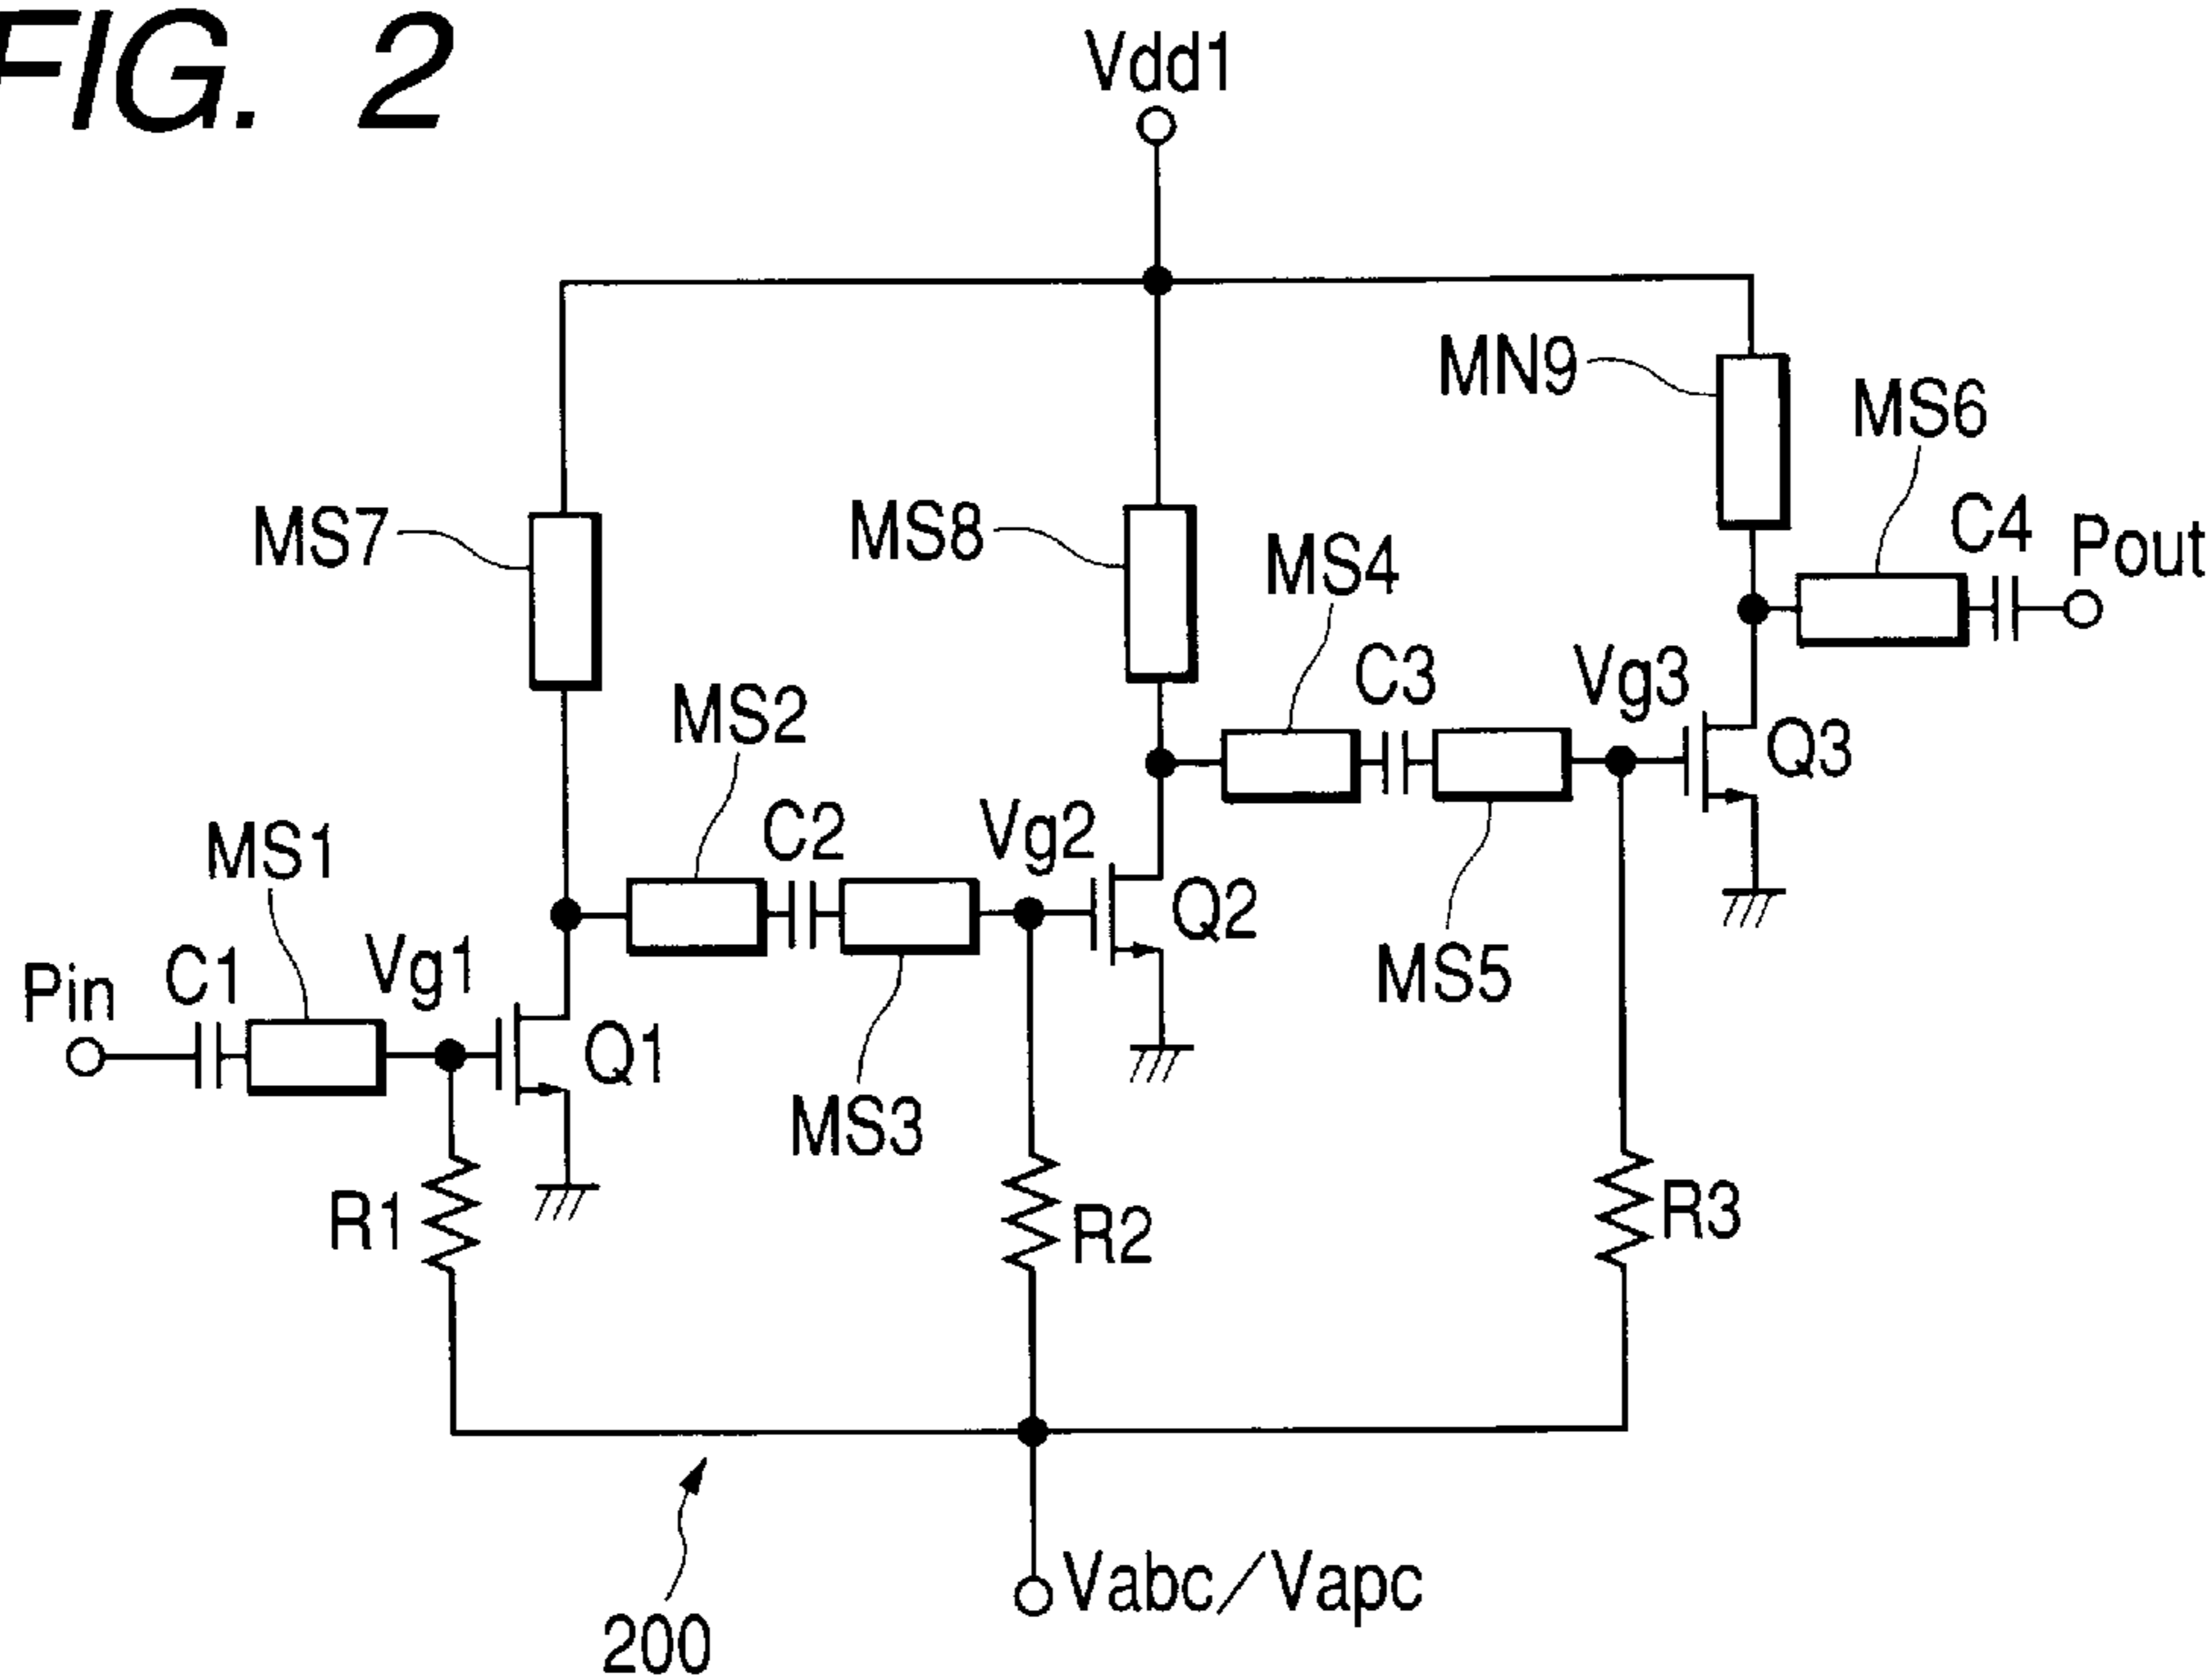 FIG. 2
Vdd1
MN9
MS6
MS7
MS8
MS4
C4
Pout
MS2
C3
Vg3
Q3
MS1
C2
Vg2
Q2
MS5
Pin
C1
Vg1
Q1
MS3
R1
R2
R3
Vabc/Vapc
200